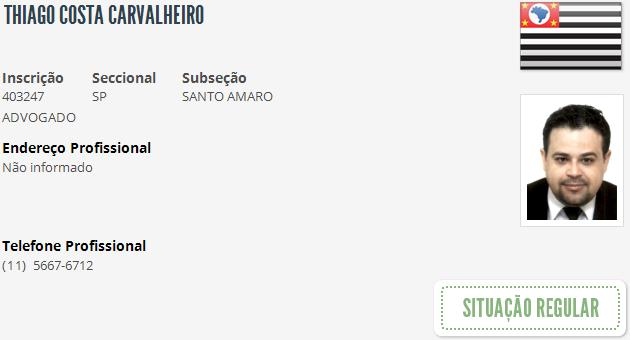 THIAGO COSTA CARVALHEIRO
Inscrição Seccional Subseção
403247 SP SANTO AMARO
ADVOGADO
Endereço Profissional
Não informado
Telefone Profissional
(11) 5667-6712
SITUAÇÃO REGULAR